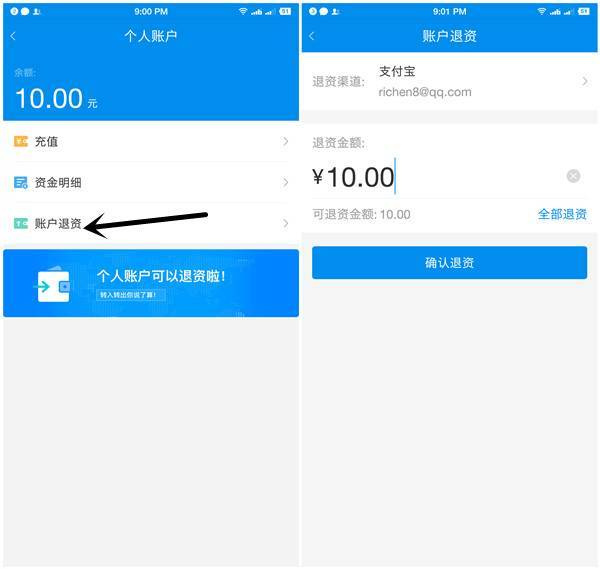 9:00 PM
51
个人账户
余额:
10.00 元
充值
资金明细
账户退资
个人账户可以退资啦!
转入转出你说了算!
9:01 PM
51
账户退资
退资渠道:
支付宝
richen8@qq.com
退资金额:
¥10.00
可退资金额: 10.00
全部退资
确认退资